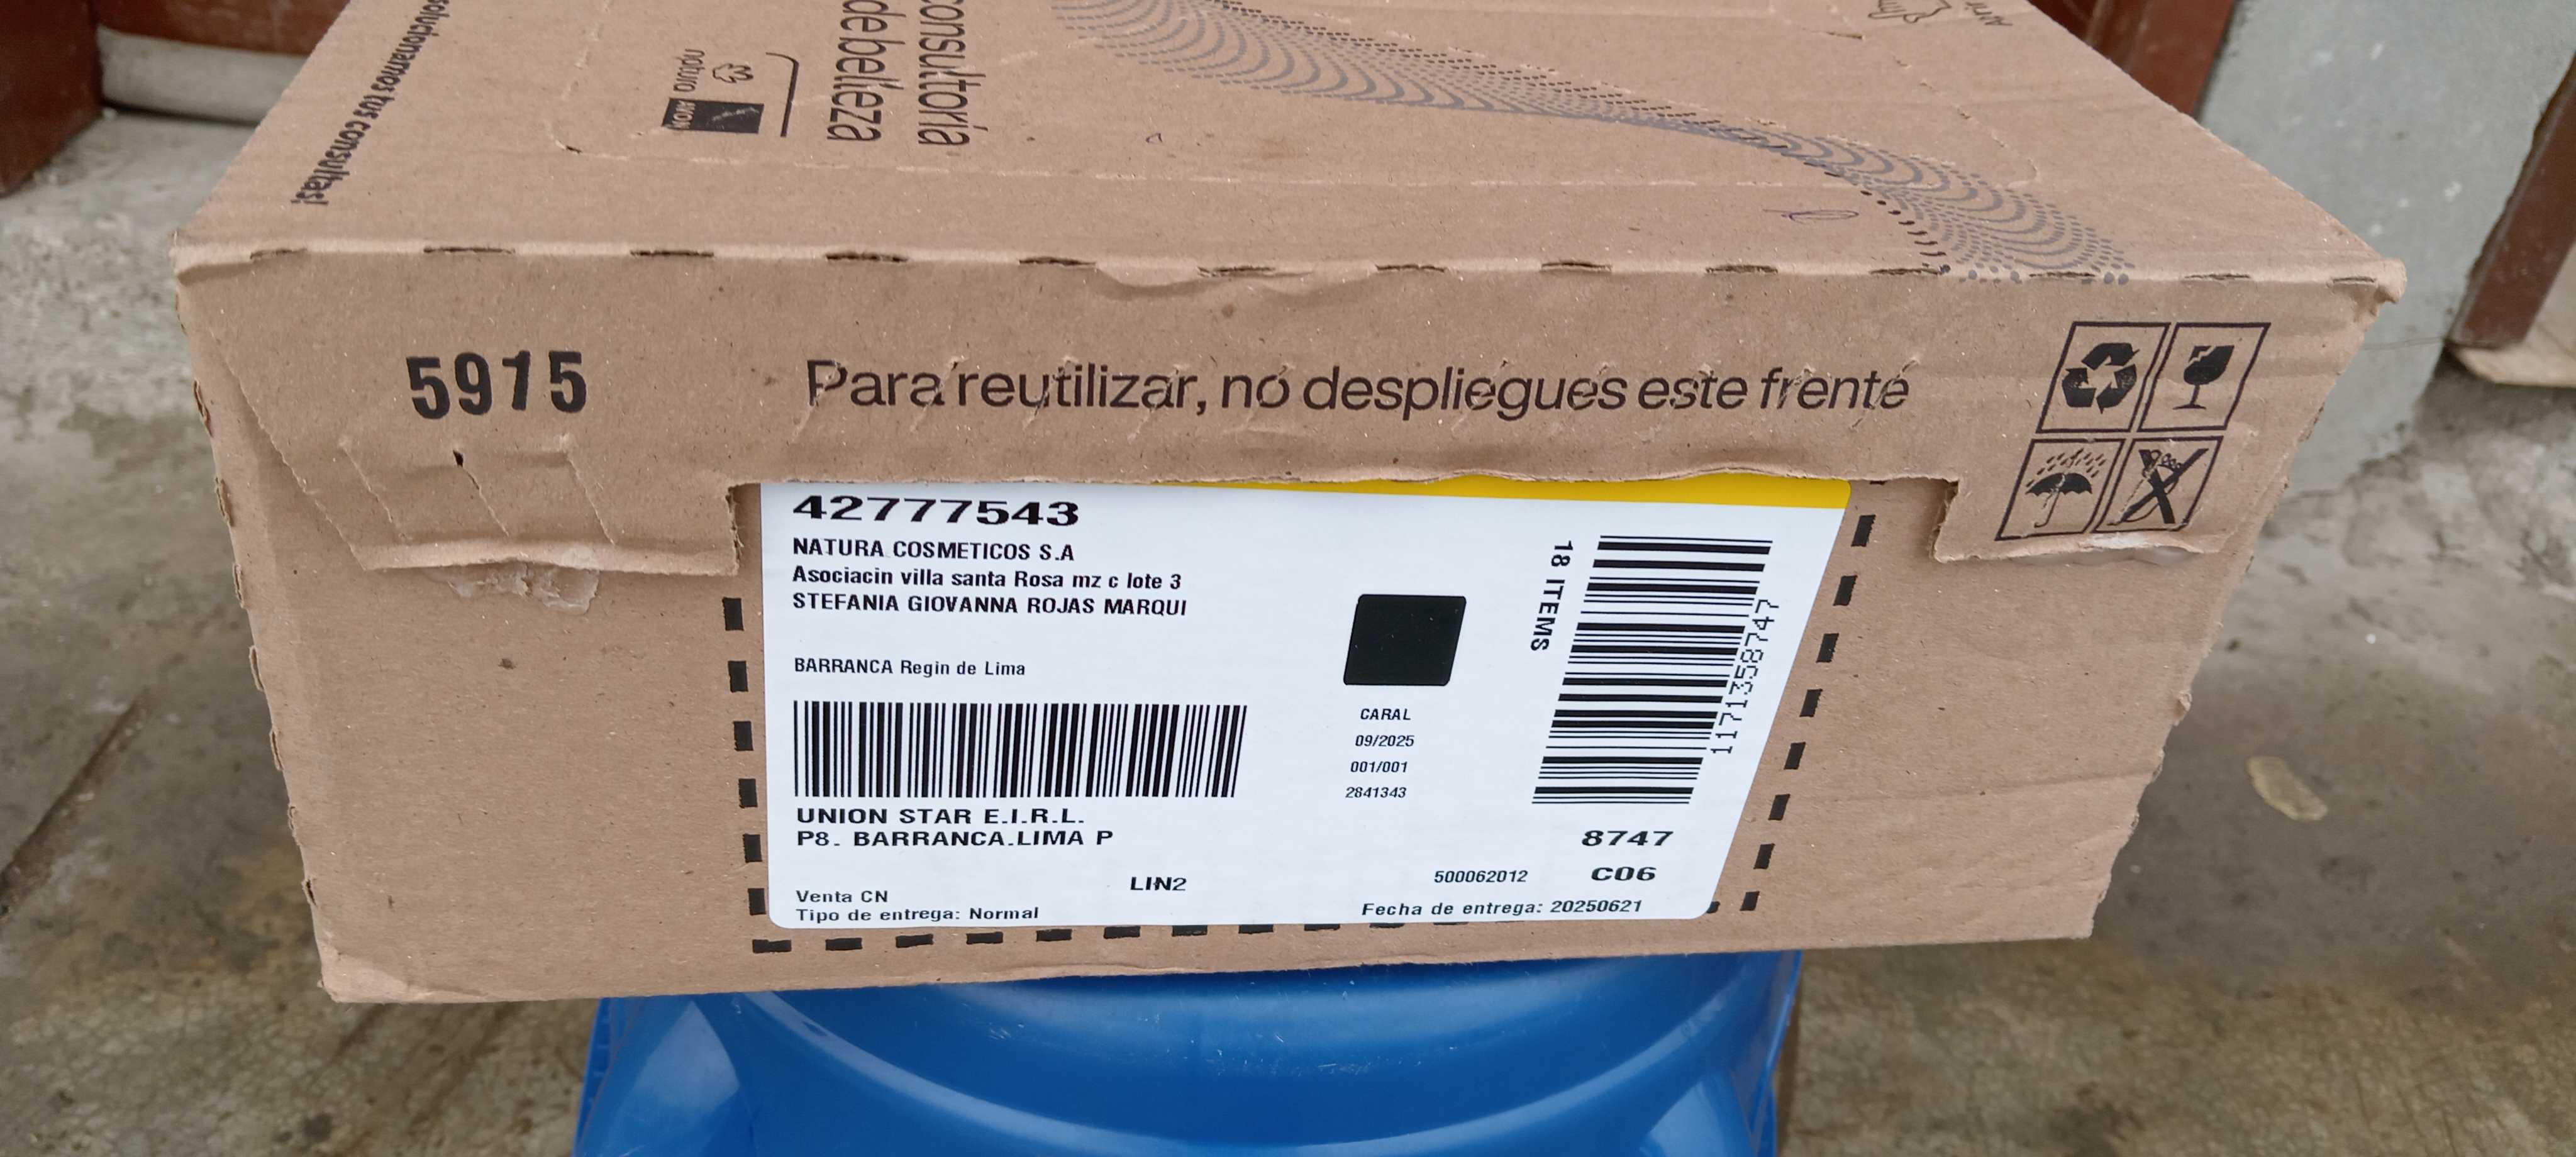 solucionamos tus consultas!
natura AVON
consultoría
de belleza
5915
Para reutilizar, no despliegues este frente
42777543
NATURA COSMETICOS S.A
Asociacin villa santa Rosa mz c lote 3
STEFANIA GIOVANNA ROJAS MARQUI
BARRANCA Regin de Lima
18 ITEMS
1171358747
CARAL
09/2025
001/001
2841343
UNION STAR E.I.R.L.
P8. BARRANCA.LIMA P
8747
LIN2
500062012
C06
Venta CN
Tipo de entrega: Normal
Fecha de entrega: 20250621